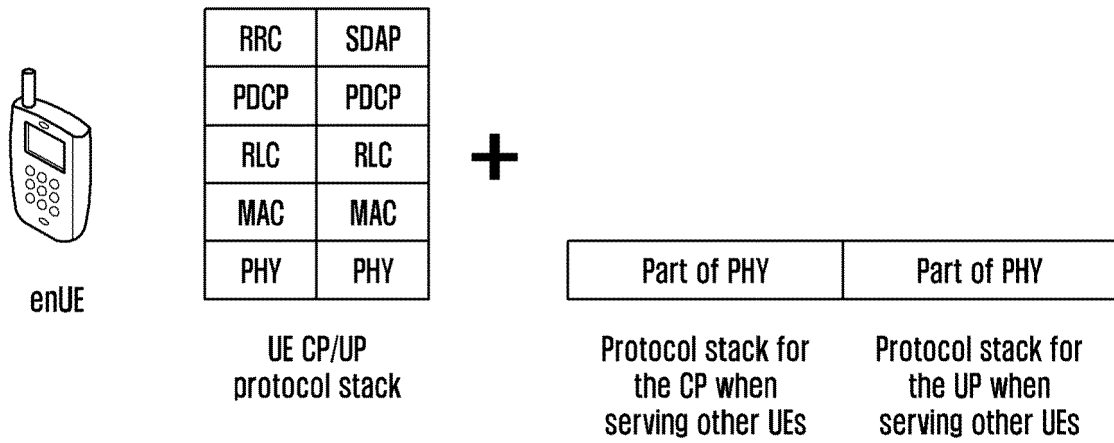 RRC SDAP
PDCP PDCP
RLC RLC
MAC MAC
PHY PHY
enUE
UE CP/UP
protocol stack
+
Part of PHY Part of PHY
Protocol stack for
the CP when
serving other UEs
Protocol stack for
the UP when
serving other UEs